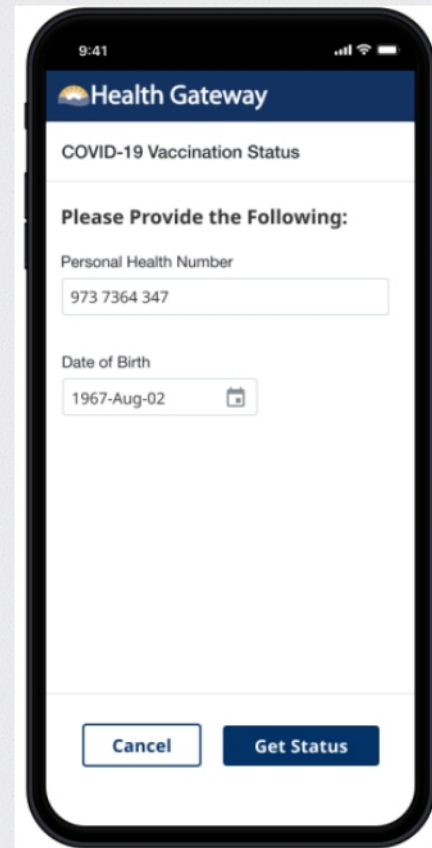 9:41
Health Gateway
COVID-19 Vaccination Status
Please Provide the Following:
Personal Health Number
973 7364 347
Date of Birth
1967-Aug-02
Cancel Get Status